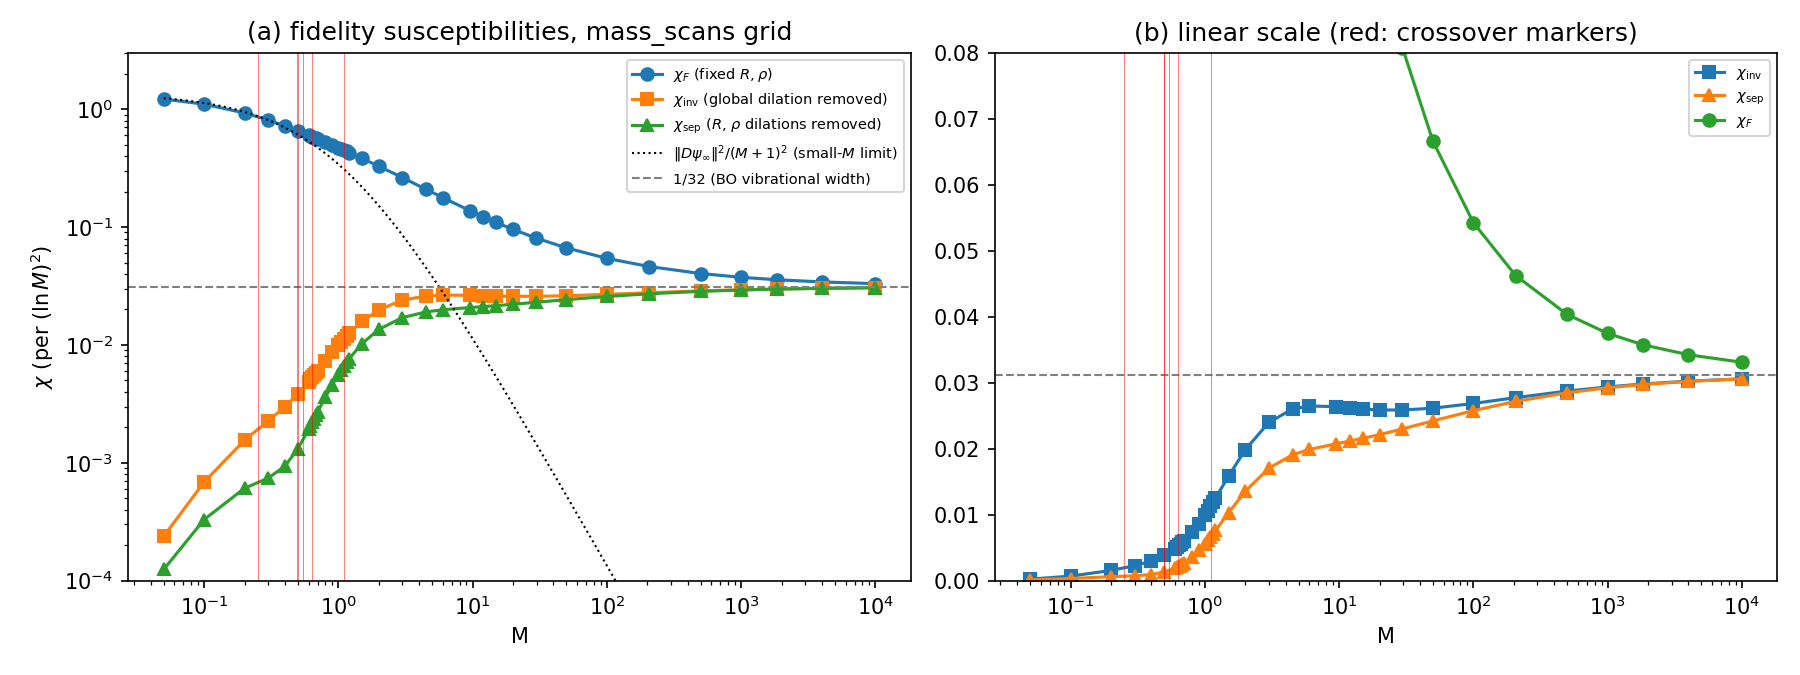 (a) fidelity susceptibilities, mass_scans grid
χ (per (ln M)²)
10⁰
10⁻¹
10⁻²
10⁻³
10⁻⁴
χ_F (fixed R, ρ)
χ_inv (global dilation removed)
χ_sep (R, ρ dilations removed)
‖Dψ_∞‖²/(M + 1)² (small-M limit)
1/32 (BO vibrational width)
10⁻¹ 10⁰ 10¹ 10² 10³ 10⁴
M
(b) linear scale (red: crossover markers)
0.08
0.07
0.06
0.05
0.04
0.03
0.02
0.01
0.00
χ_inv
χ_sep
χ_F
10⁻¹ 10⁰ 10¹ 10² 10³ 10⁴
M